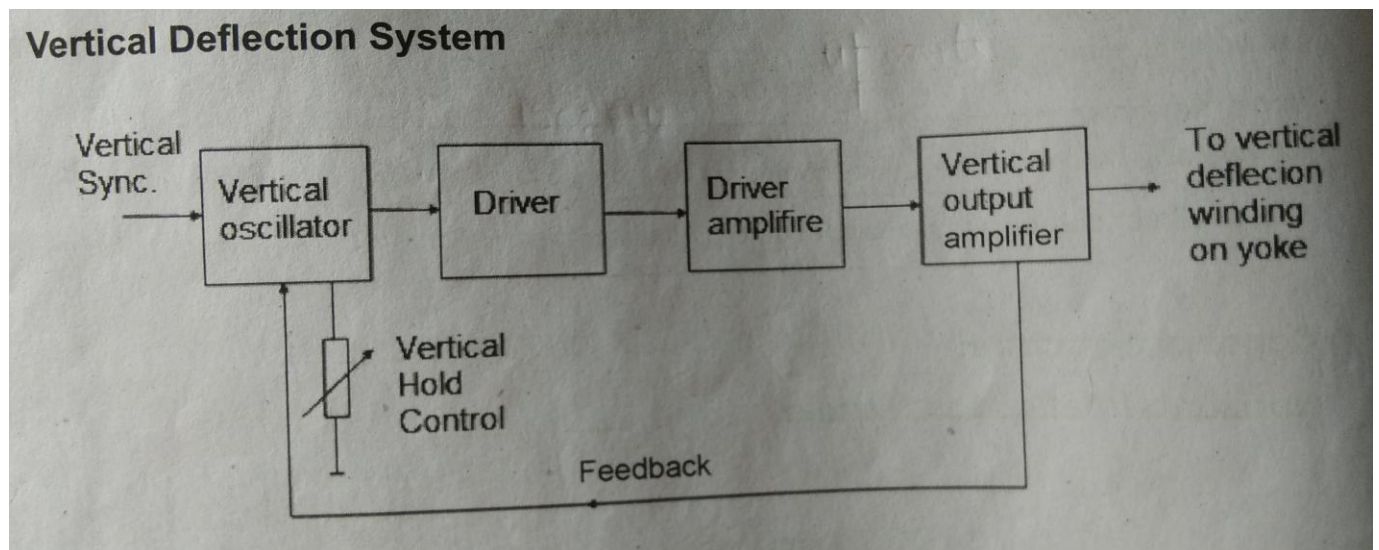 Vertical Deflection System
Vertical
Sync.
Vertical
oscillator
Driver
Driver
amplifire
Vertical
output
amplifier
To vertical
deflecion
winding
on yoke
Vertical
Hold
Control
Feedback